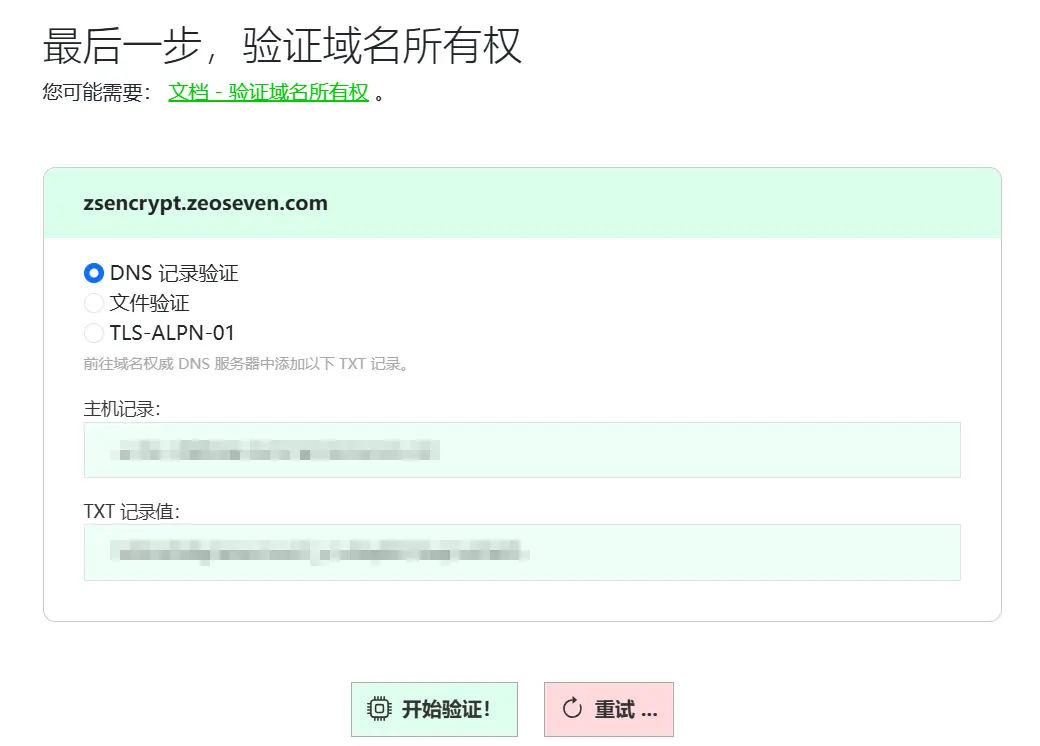 最后一步，验证域名所有权
您可能需要： 文档 - 验证域名所有权 。
zsencrypt.zeoseven.com
DNS 记录验证
文件验证
TLS-ALPN-01
前往域名权威 DNS 服务器中添加以下 TXT 记录。
主机记录：
TXT 记录值：
开始验证！
重试 ...